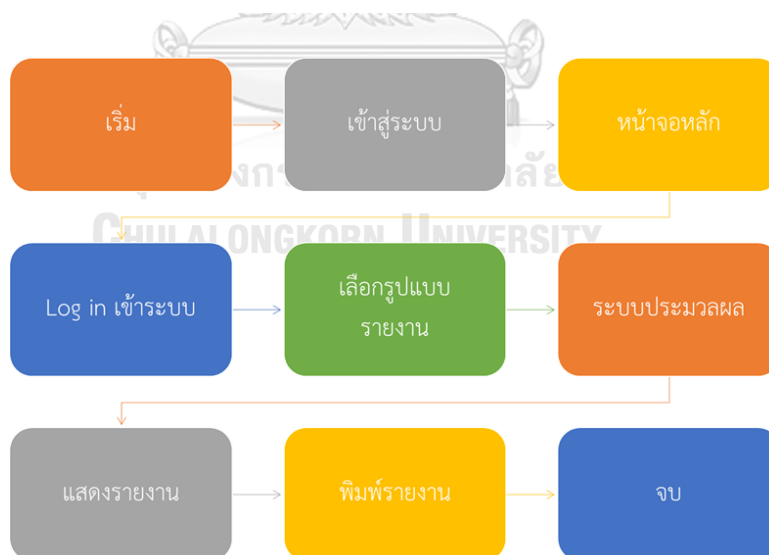 เริ่ม
เข้าสู่ระบบ
หน้าจอหลัก
CHULALONGKORN UNIVERSITY
Log in เข้าระบบ
เลือกรูปแบบ
รายงาน
ระบบประมวลผล
แสดงรายงาน
พิมพ์รายงาน
จบ